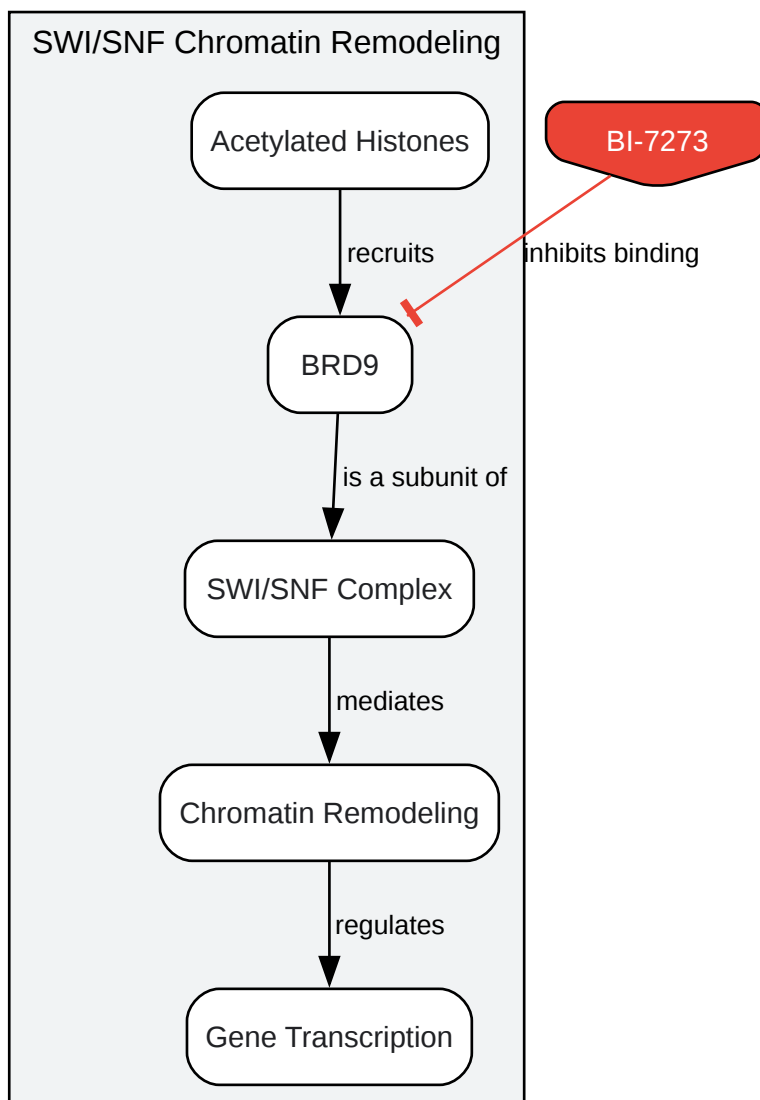 SWI/SNF Chromatin Remodeling
Acetylated Histones
BI-7273
recruits
inhibits binding
BRD9
is a subunit of
SWI/SNF Complex
mediates
Chromatin Remodeling
regulates
Gene Transcription